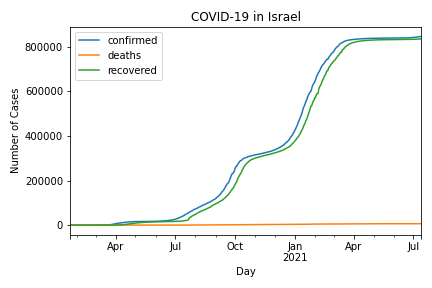 COVID-19 in Israel
confirmed
deaths
recovered
Number of Cases
800000
600000
400000
200000
0
Apr
Jul
Oct
Jan
2021
Apr
Jul
Day